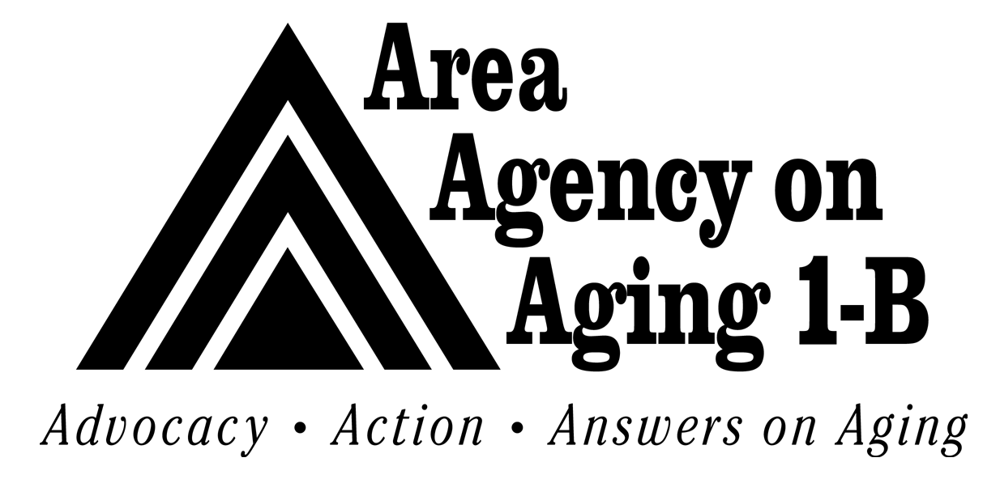 Area
Agency on
Aging 1-B
Advocacy • Action • Answers on Aging